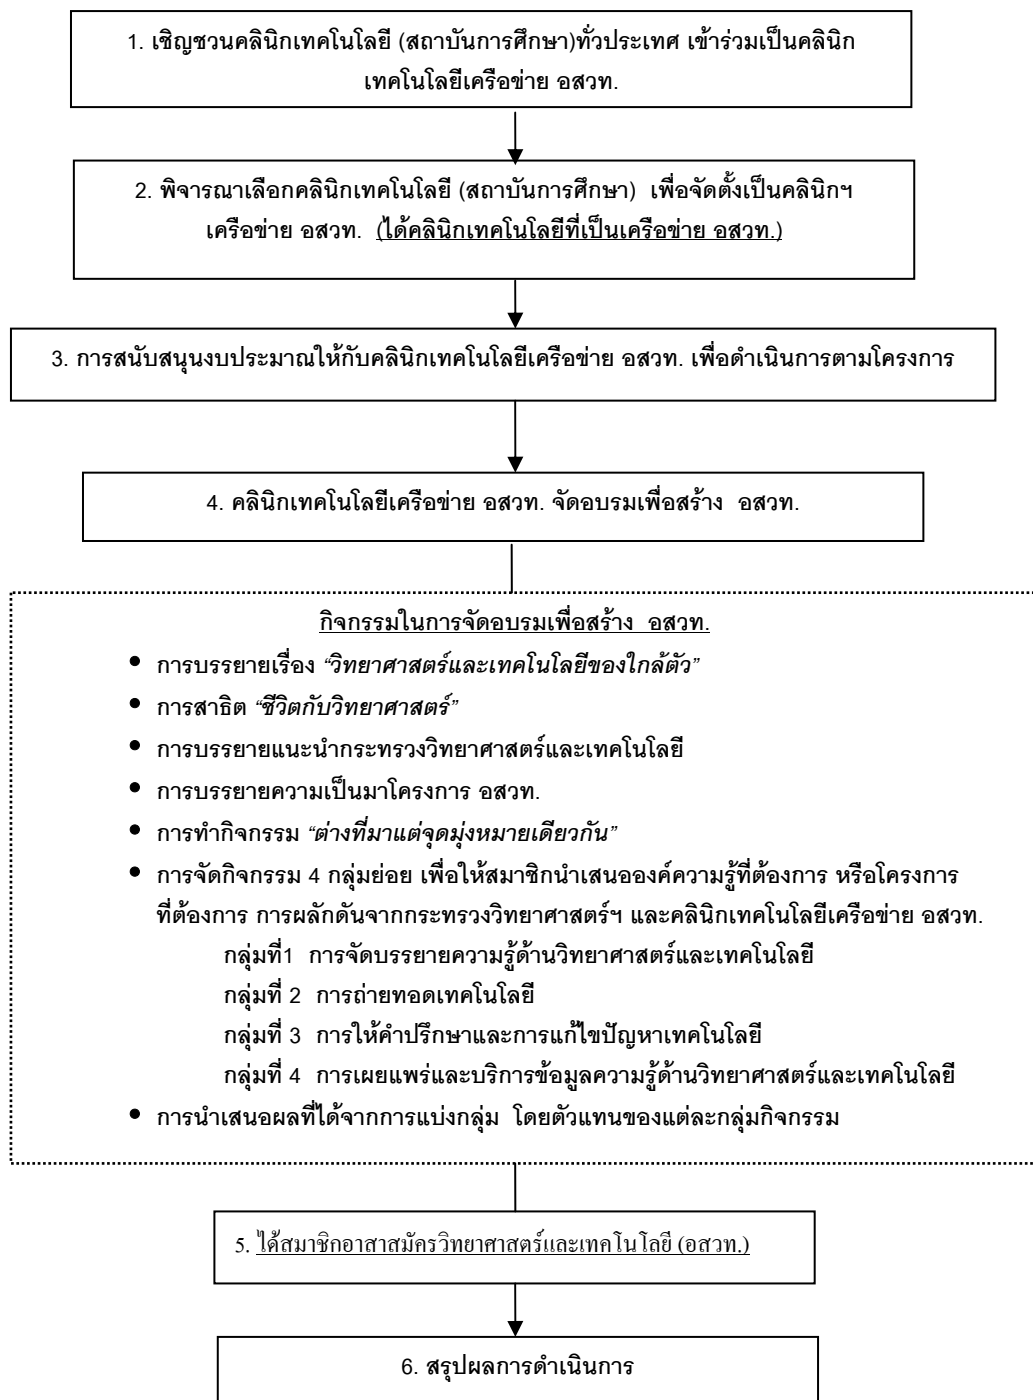 1. เชิญชวนคลินิกเทคโนโลยี (สถาบันการศึกษา)ทั่วประเทศ เข้าร่วมเป็นคลินิก
เทคโนโลยีเครือข่าย อสวท.
2. พิจารณาเลือกคลินิกเทคโนโลยี (สถาบันการศึกษา) เพื่อจัดตั้งเป็นคลินิกฯ
เครือข่าย อสวท. (ได้คลินิกเทคโนโลยีที่เป็นเครือข่าย อสวท.)
3. การสนับสนุนงบประมาณให้กับคลินิกเทคโนโลยีเครือข่าย อสวท. เพื่อดำเนินการตามโครงการ
4. คลินิกเทคโนโลยีเครือข่าย อสวท. จัดอบรมเพื่อสร้าง อสวท.
กิจกรรมในการจัดอบรมเพื่อสร้าง อสวท.
• การบรรยายเรื่อง “วิทยาศาสตร์และเทคโนโลยีของใกล้ตัว”
• การสาธิต “ชีวิตกับวิทยาศาสตร์”
• การบรรยายแนะนำกระทรวงวิทยาศาสตร์และเทคโนโลยี
• การบรรยายความเป็นมาโครงการ อสวท.
• การทำกิจกรรม “ต่างที่มาแต่จุดมุ่งหมายเดียวกัน”
• การจัดกิจกรรม 4 กลุ่มย่อย เพื่อให้สมาชิกนำเสนอองค์ความรู้ที่ต้องการ หรือโครงการ
ที่ต้องการ การผลักดันจากกระทรวงวิทยาศาสตร์ฯ และคลินิกเทคโนโลยีเครือข่าย อสวท.
กลุ่มที่1 การจัดบรรยายความรู้ด้านวิทยาศาสตร์และเทคโนโลยี
กลุ่มที่ 2 การถ่ายทอดเทคโนโลยี
กลุ่มที่ 3 การให้คำปรึกษาและการแก้ไขปัญหาเทคโนโลยี
กลุ่มที่ 4 การเผยแพร่และบริการข้อมูลความรู้ด้านวิทยาศาสตร์และเทคโนโลยี
• การนำเสนอผลที่ได้จากการแบ่งกลุ่ม โดยตัวแทนของแต่ละกลุ่มกิจกรรม
5. ได้สมาชิกอาสาสมัครวิทยาศาสตร์และเทคโนโลยี (อสวท.)
6. สรุปผลการดำเนินการ